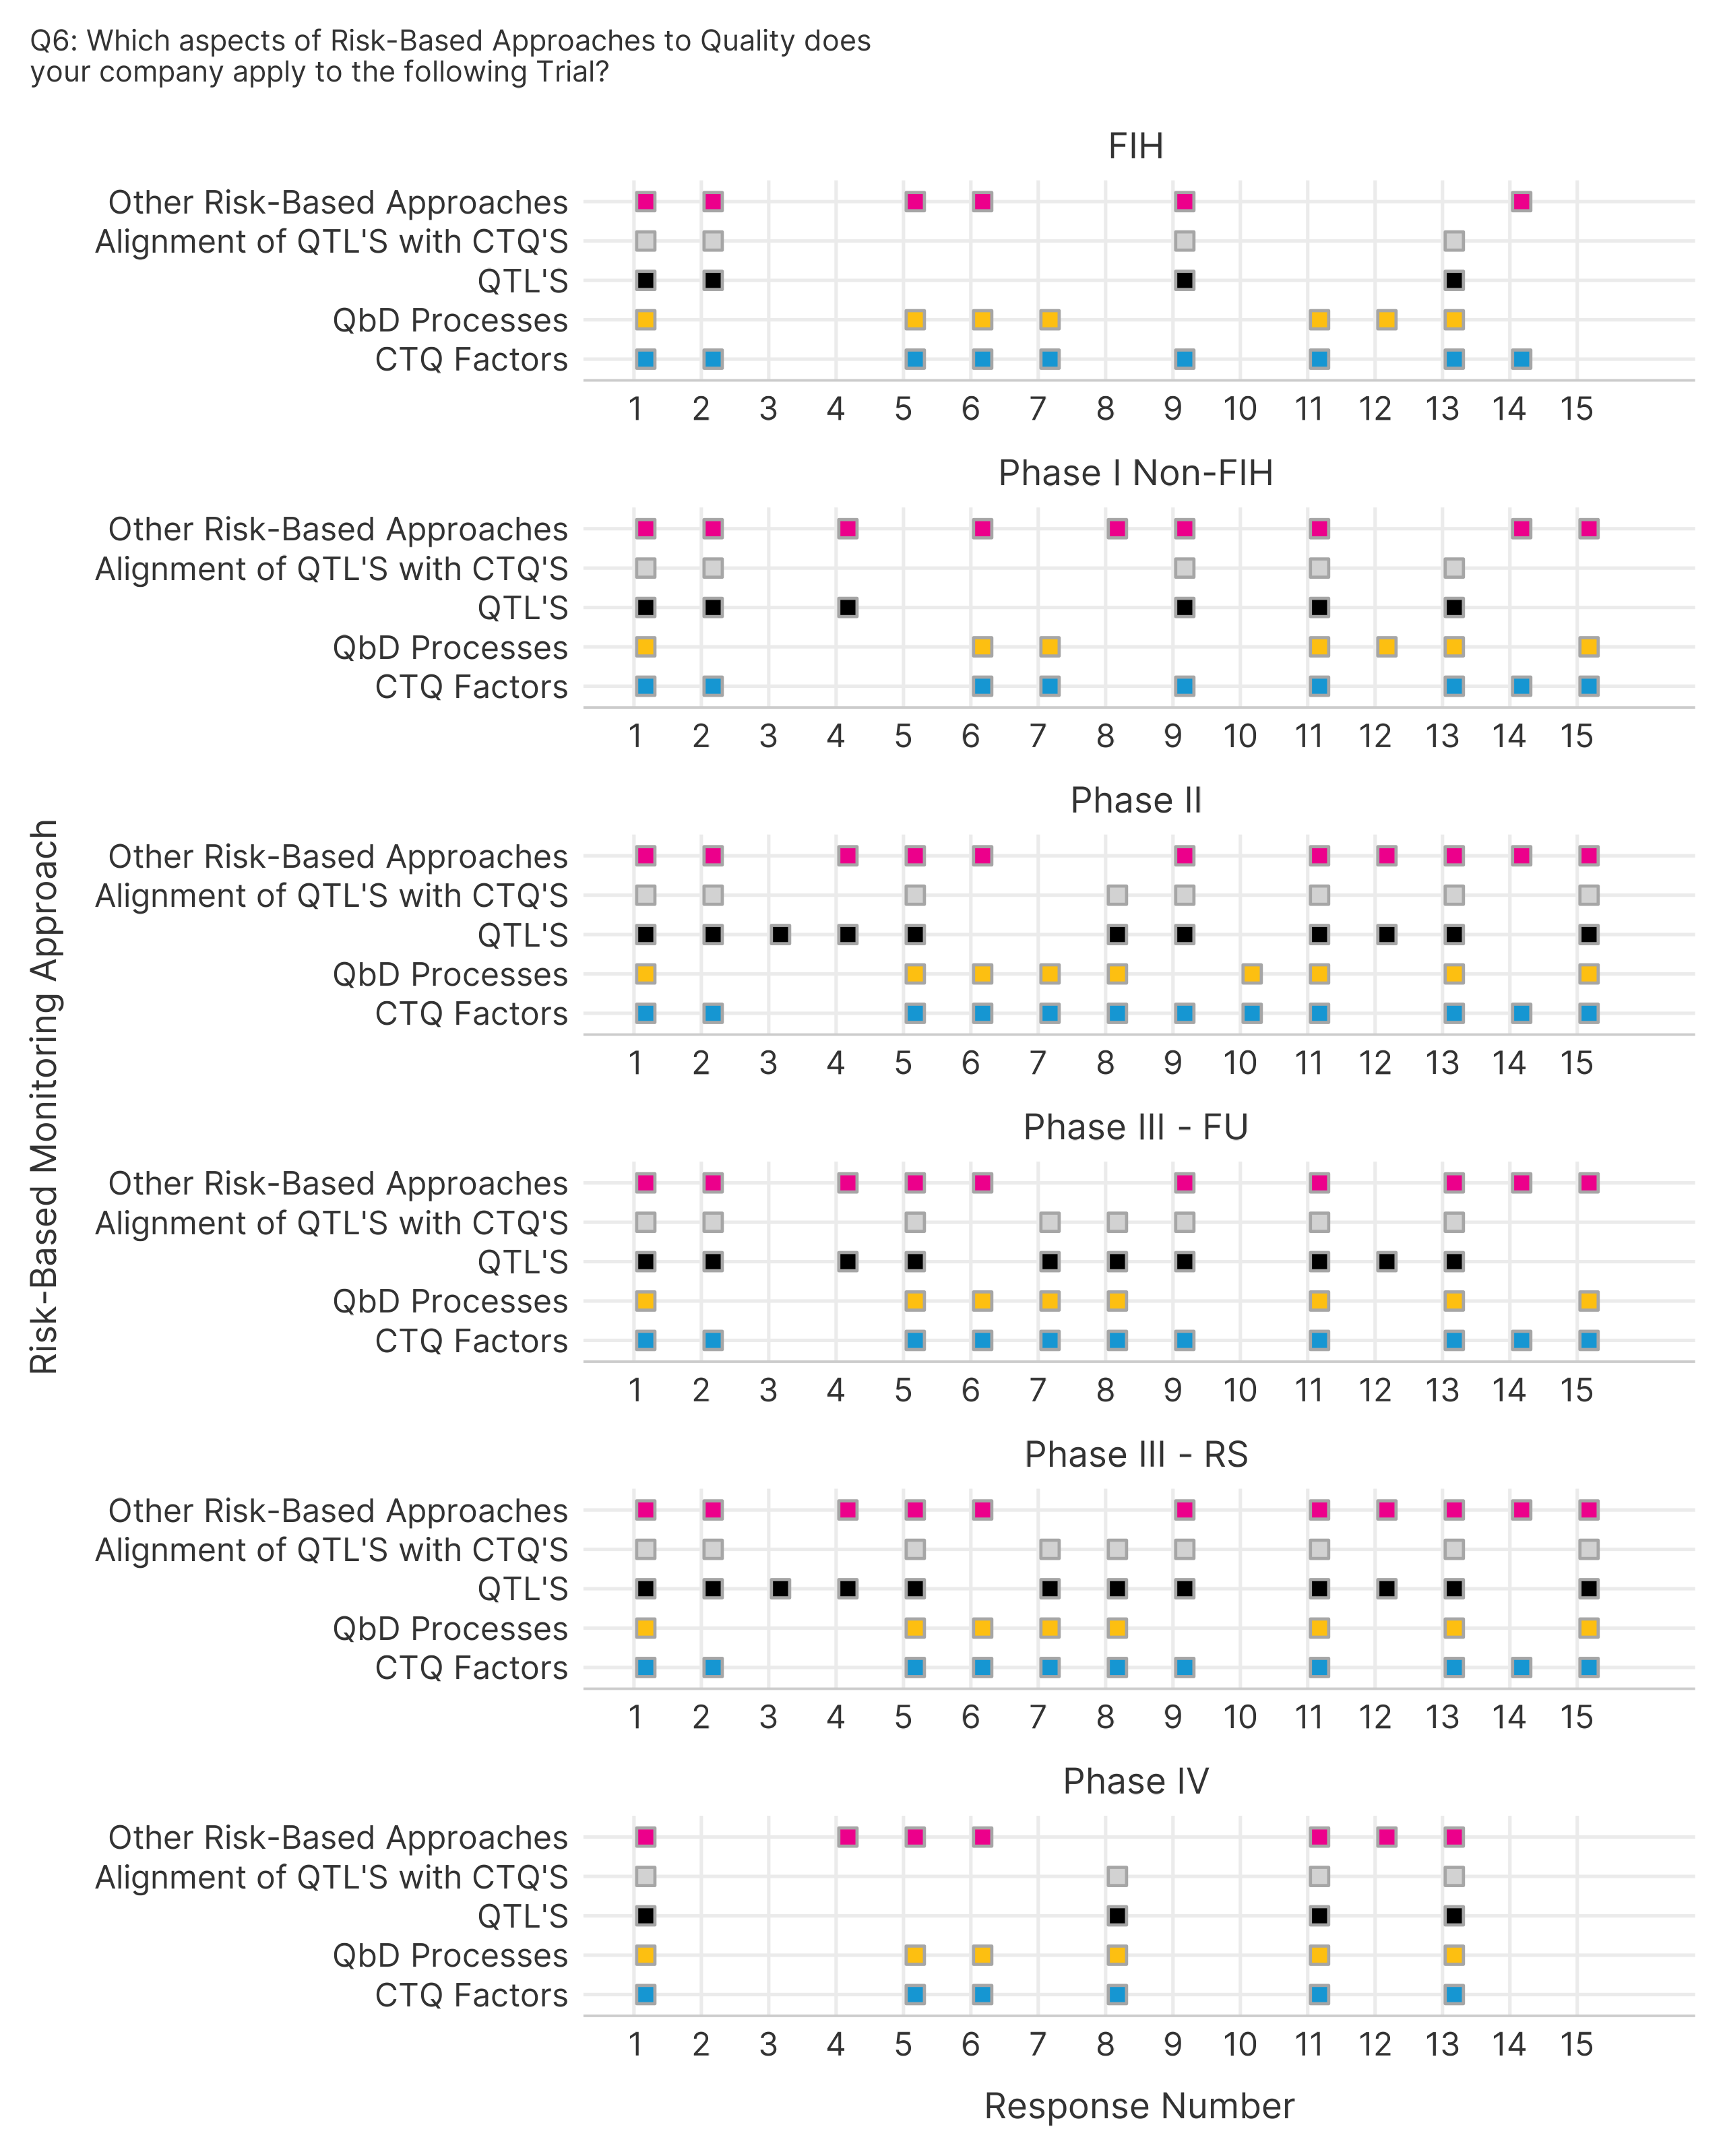 Q6: Which aspects of Risk-Based Approaches to Quality does
your company apply to the following Trial?
FIH
Other Risk-Based Approaches
Alignment of QTL'S with CTQ'S
QTL'S
QbD Processes
CTQ Factors
1 2 3 4 5 6 7 8 9 10 11 12 13 14 15
Phase I Non-FIH
Other Risk-Based Approaches
Alignment of QTL'S with CTQ'S
QTL'S
QbD Processes
CTQ Factors
1 2 3 4 5 6 7 8 9 10 11 12 13 14 15
Phase II
Other Risk-Based Approaches
Alignment of QTL'S with CTQ'S
QTL'S
QbD Processes
CTQ Factors
1 2 3 4 5 6 7 8 9 10 11 12 13 14 15
Risk-Based Monitoring Approach
Phase III - FU
Other Risk-Based Approaches
Alignment of QTL'S with CTQ'S
QTL'S
QbD Processes
CTQ Factors
1 2 3 4 5 6 7 8 9 10 11 12 13 14 15
Phase III - RS
Other Risk-Based Approaches
Alignment of QTL'S with CTQ'S
QTL'S
QbD Processes
CTQ Factors
1 2 3 4 5 6 7 8 9 10 11 12 13 14 15
Phase IV
Other Risk-Based Approaches
Alignment of QTL'S with CTQ'S
QTL'S
QbD Processes
CTQ Factors
1 2 3 4 5 6 7 8 9 10 11 12 13 14 15
Response Number